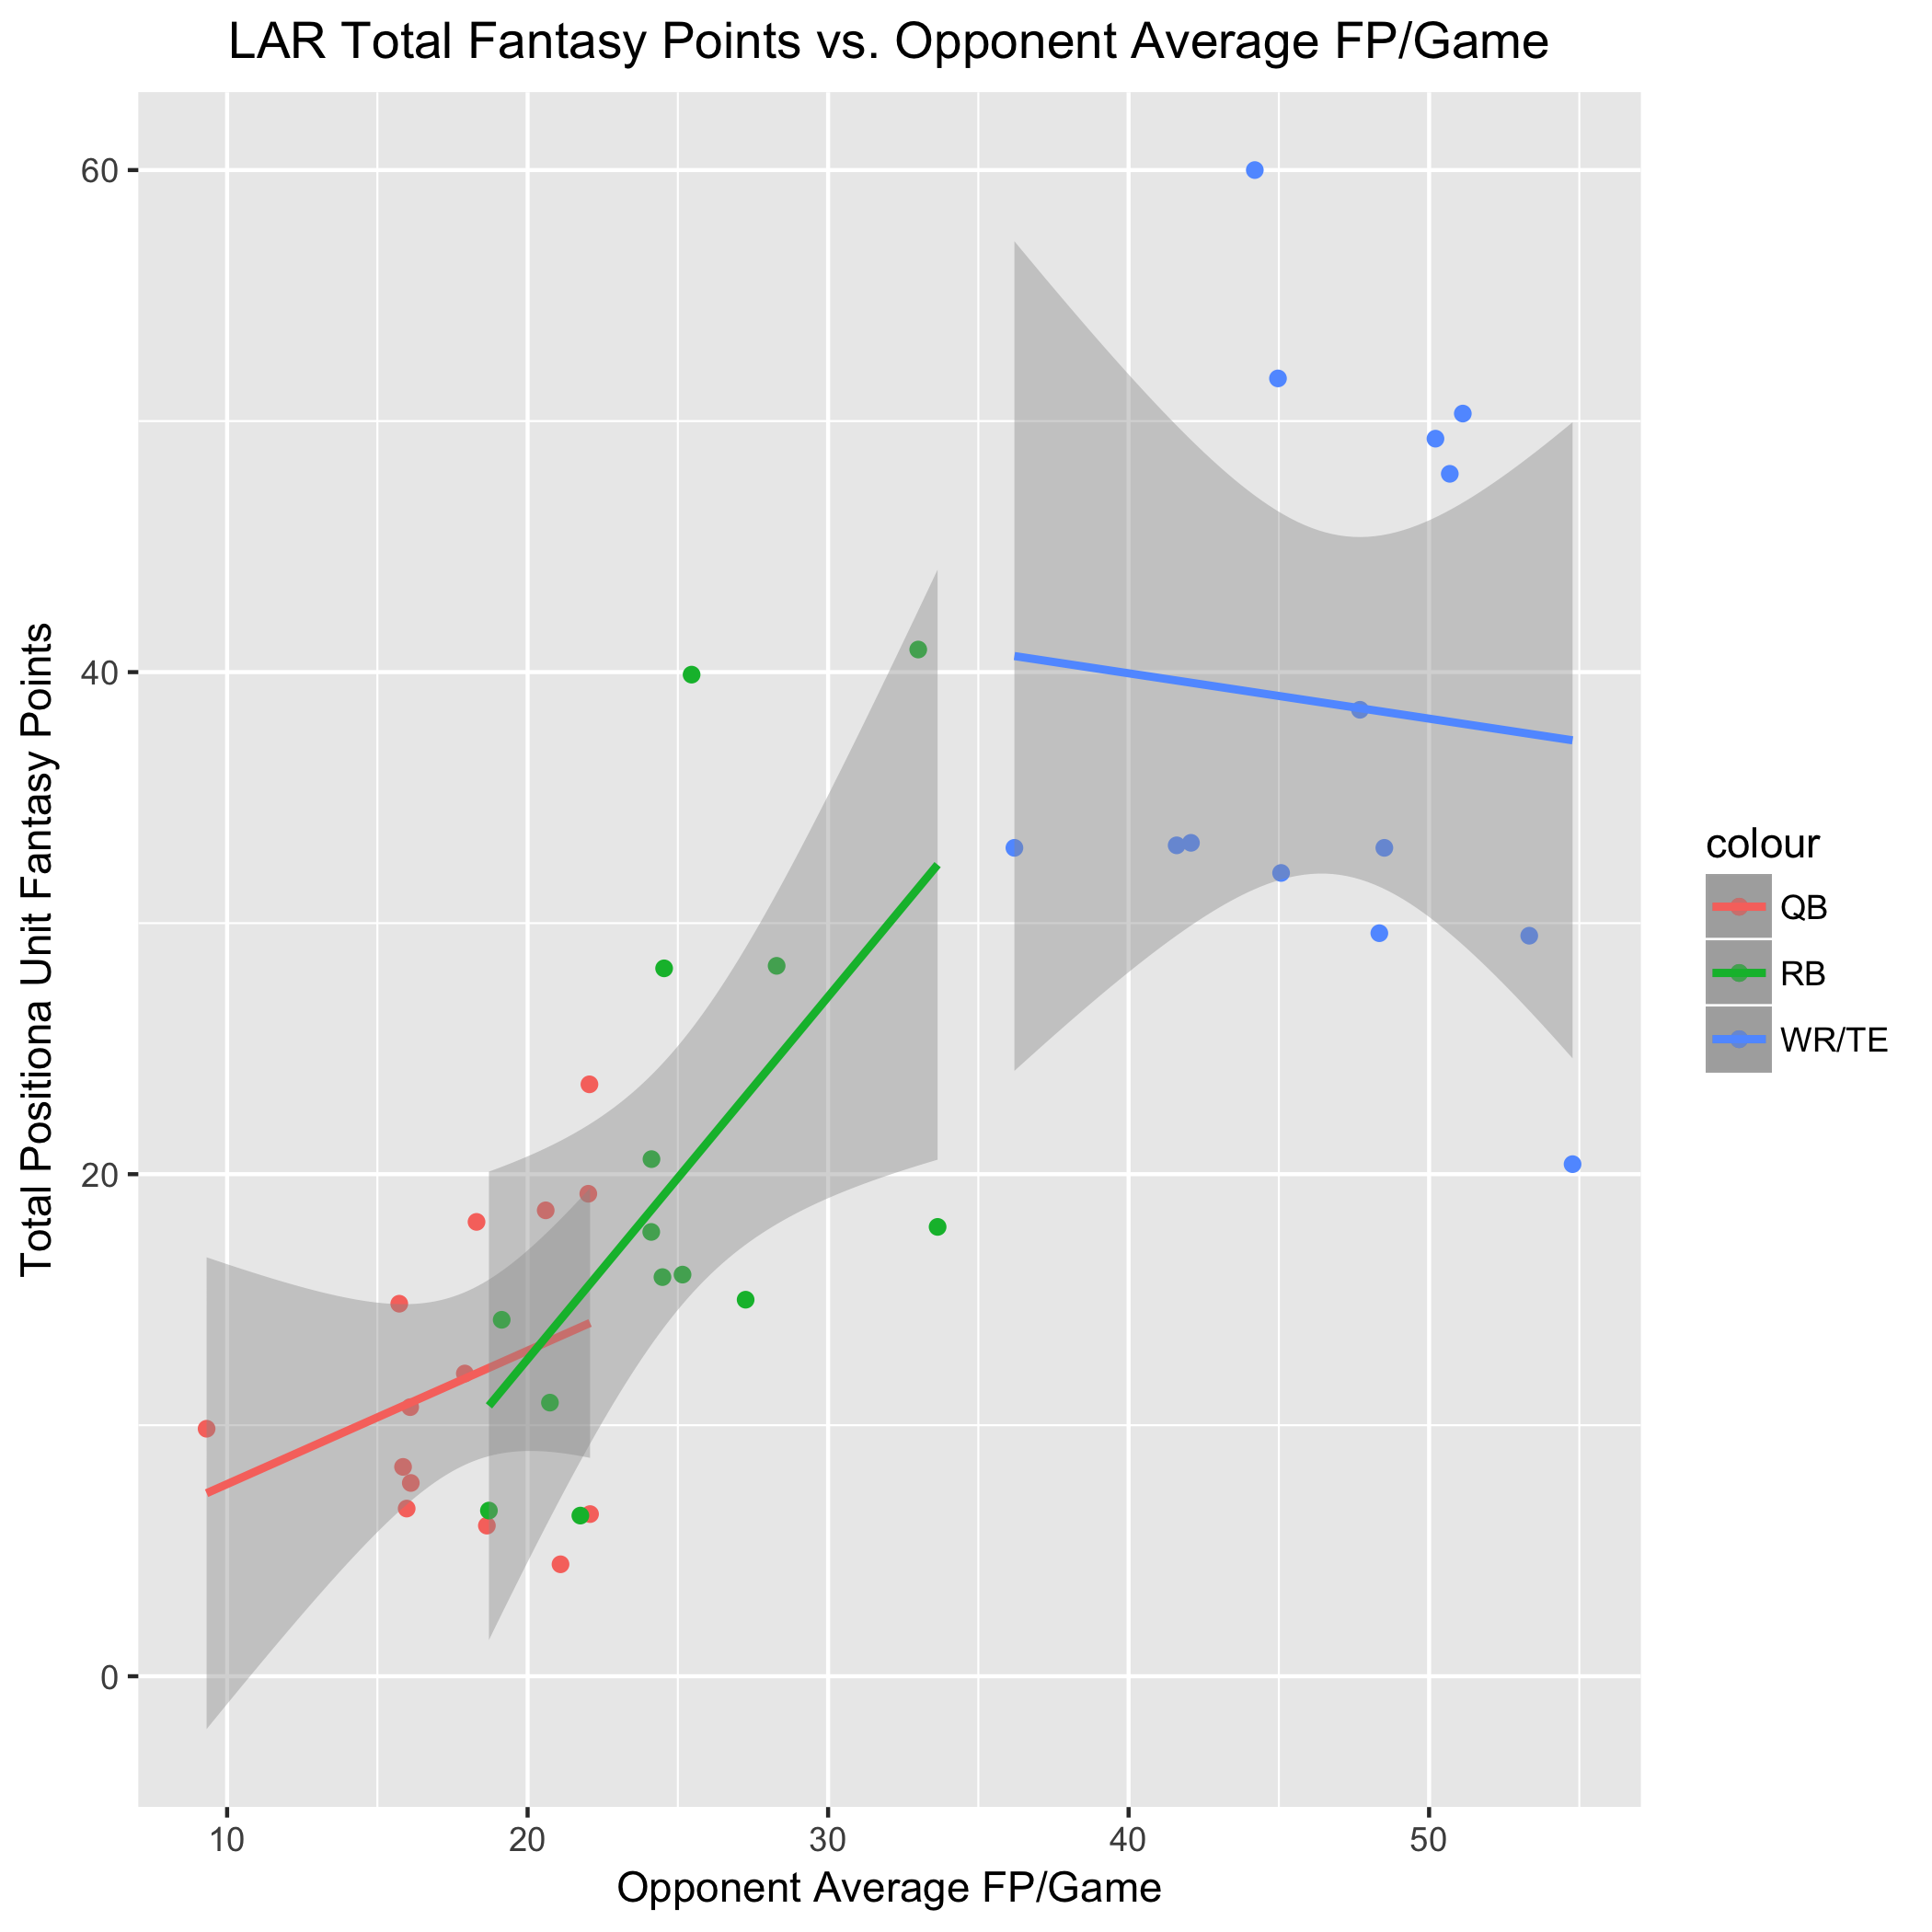 LAR Total Fantasy Points vs. Opponent Average FP/Game
Total Positiona Unit Fantasy Points
60
40
20
0
10
20
30
40
50
Opponent Average FP/Game
colour
QB
RB
WR/TE